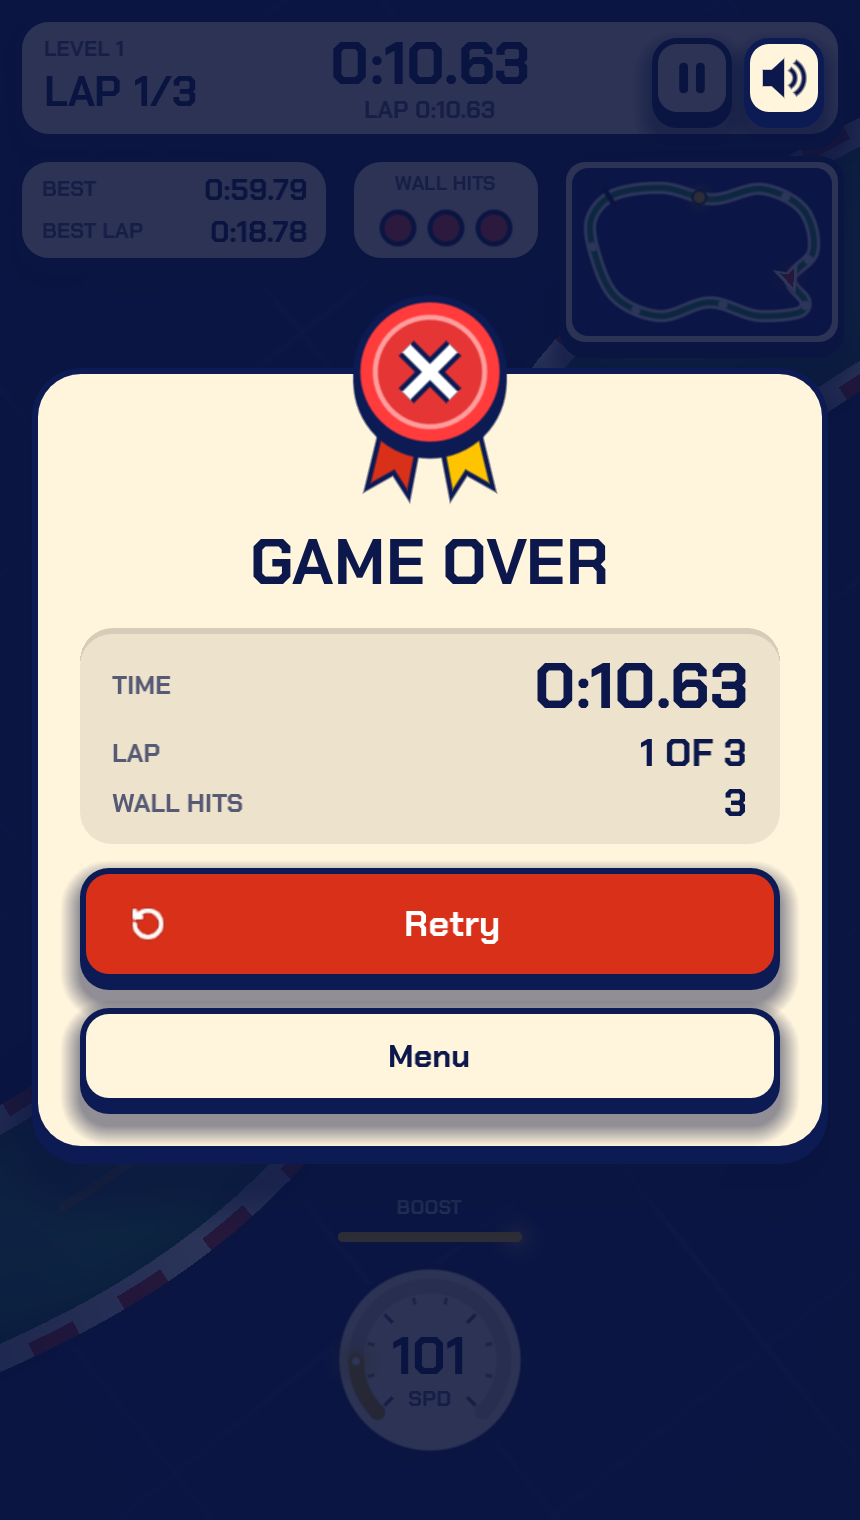 LEVEL 1
LAP 1/3
0:10.63
LAP 0:10.63
BEST 0:59.79
BEST LAP 0:18.78
WALL HITS
GAME OVER
TIME 0:10.63
LAP 1 OF 3
WALL HITS 3
Retry
Menu
BOOST
101
SPD